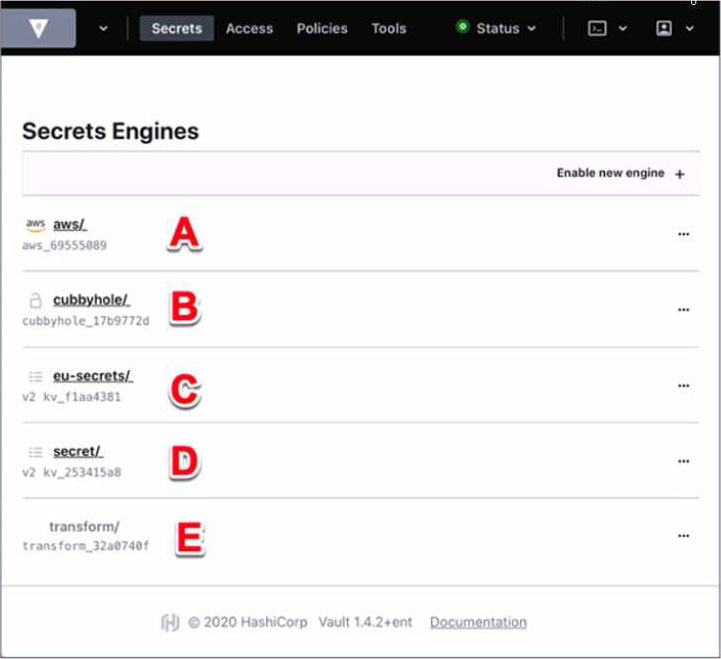 Secrets Access Policies Tools Status
Secrets Engines
Enable new engine +
aws aws/
aws_69555089
A
...
cubbyhole/
cubbyhole_17b9772d
B
...
eu-secrets/
v2 kv_f1aa4381
C
...
secret/
v2 kv_253415a8
D
...
transform/
transform_32a0740f
E
...
© 2020 HashiCorp Vault 1.4.2+ent Documentation